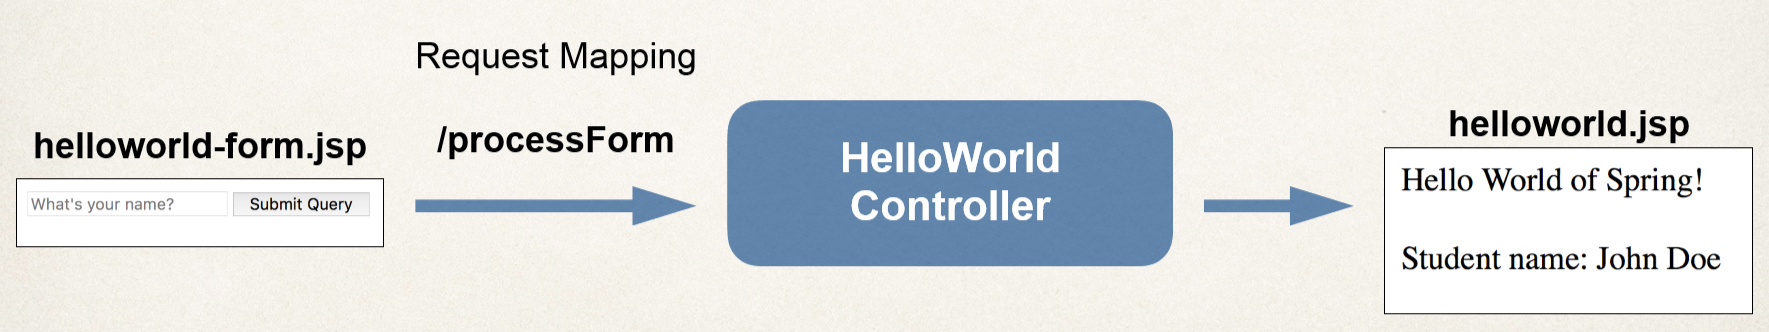 Request Mapping
/processForm
helloworld-form.jsp
What's your name?
Submit Query
HelloWorld
Controller
helloworld.jsp
Hello World of Spring!
Student name: John Doe